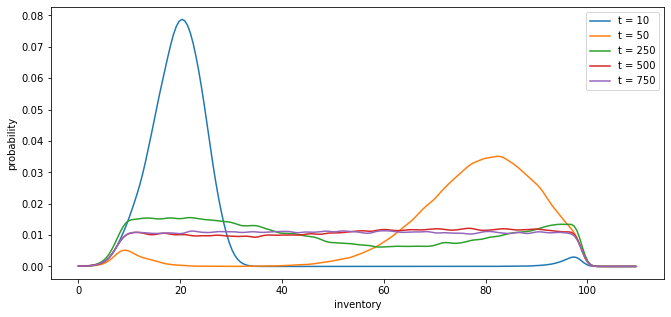 0.08
0.07
0.06
0.05
0.04
0.03
0.02
0.01
0.00
probability
0 20 40 60 80 100
inventory
t = 10
t = 50
t = 250
t = 500
t = 750